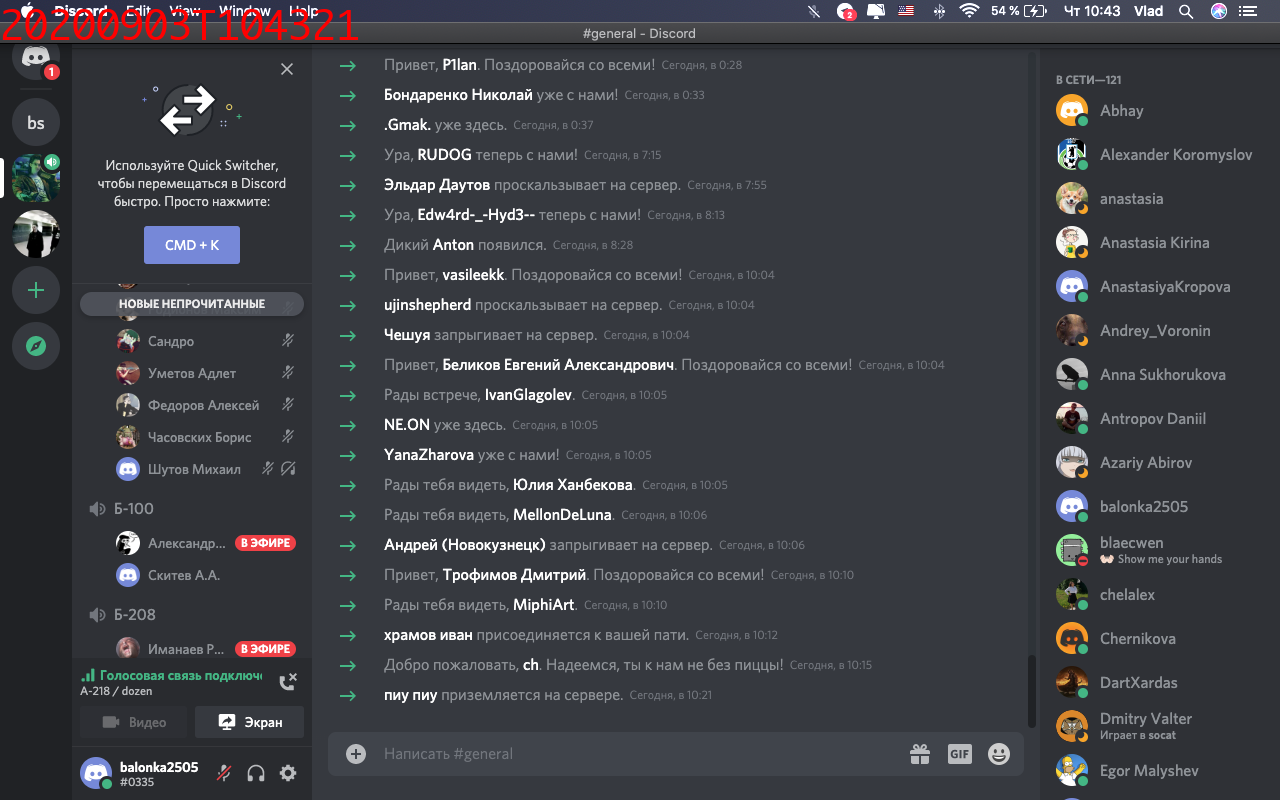 Discord Edit View Window Help
20200903T104321
2
54 %
Чт 10:43 Vlad
#general - Discord
1
bs
Используйте Quick Switcher,
чтобы перемещаться в Discord
быстро. Просто нажмите:
CMD + K
НОВЫЕ НЕПРОЧИТАННЫЕ
Сандро
Уметов Адлет
Федоров Алексей
Часовских Борис
Шутов Михаил
Б-100
Александр... В ЭФИРЕ
Скитев А.А.
Б-208
Иманаев Р... В ЭФИРЕ
Голосовая связь подключе
A-218 / dozen
Видео
Экран
balonka2505
#0335
Привет, P1lan. Поздоровайся со всеми! Сегодня, в 0:28
Бондаренко Николай уже с нами! Сегодня, в 0:33
.Gmak. уже здесь. Сегодня, в 0:37
Ура, RUDOG теперь с нами! Сегодня, в 7:15
Эльдар Даутов проскальзывает на сервер. Сегодня, в 7:55
Ура, Edw4rd-_-Hyd3-- теперь с нами! Сегодня, в 8:13
Дикий Anton появился. Сегодня, в 8:28
Привет, vasileekk. Поздоровайся со всеми! Сегодня, в 10:04
ujinshepherd проскальзывает на сервер. Сегодня, в 10:04
Чешуя запрыгивает на сервер. Сегодня, в 10:04
Привет, Беликов Евгений Александрович. Поздоровайся со всеми! Сегодня, в 10:04
Рады встрече, IvanGlagolev. Сегодня, в 10:05
NE.ON уже здесь. Сегодня, в 10:05
YanaZharova уже с нами! Сегодня, в 10:05
Рады тебя видеть, Юлия Ханбекова. Сегодня, в 10:05
Рады тебя видеть, MellonDeLuna. Сегодня, в 10:06
Андрей (Новокузнецк) запрыгивает на сервер. Сегодня, в 10:06
Привет, Трофимов Дмитрий. Поздоровайся со всеми! Сегодня, в 10:10
Рады тебя видеть, MiphiArt. Сегодня, в 10:10
храмов иван присоединяется к вашей пати. Сегодня, в 10:12
Добро пожаловать, ch. Надеемся, ты к нам не без пиццы! Сегодня, в 10:15
пиу пиу приземляется на сервере. Сегодня, в 10:21
Написать #general
GIF
В СЕТИ—121
Abhay
Alexander Koromyslov
anastasia
Anastasia Kirina
AnastasiyaKropova
Andrey_Voronin
Anna Sukhorukova
Antropov Daniil
Azariy Abirov
balonka2505
blaecwen
Show me your hands
chelalex
Chernikova
DartXardas
Dmitry Valter
Играет в socat
Egor Malyshev